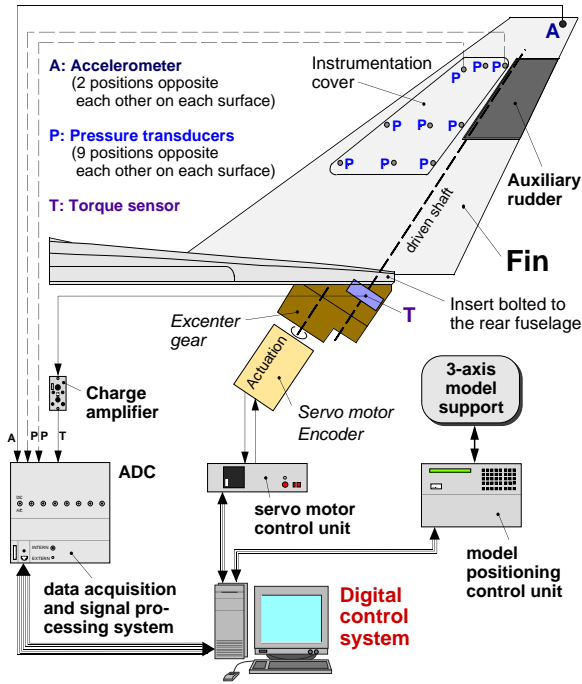 A
A: Accelerometer
(2 positions opposite
each other on each surface)
P: Pressure transducers
(9 positions opposite
each other on each surface)
T: Torque sensor
Instrumentation
cover
P P P
P P P
P P P
Auxiliary
rudder
driven shaft
Fin
T
Insert bolted to
the rear fuselage
Excenter
gear
Actuation
Servo motor
Encoder
3-axis
model
support
Charge
amplifier
A P P T
ADC
DC
INTERN
EXTERN
servo motor
control unit
model
positioning
control unit
data acquisition
and signal pro-
cessing system
Digital
control
system